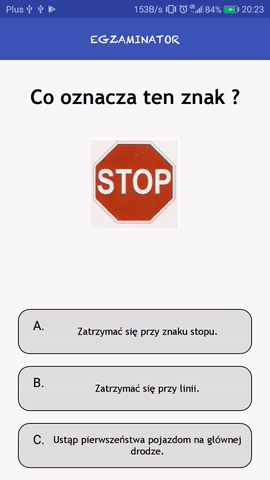 Plus 153B/s 84% 20:23
EGZAMINATOR
Co oznacza ten znak ?
STOP
A. Zatrzymać się przy znaku stopu.
B. Zatrzymać się przy linii.
C. Ustąp pierwszeństwa pojazdom na głównej
drodze.